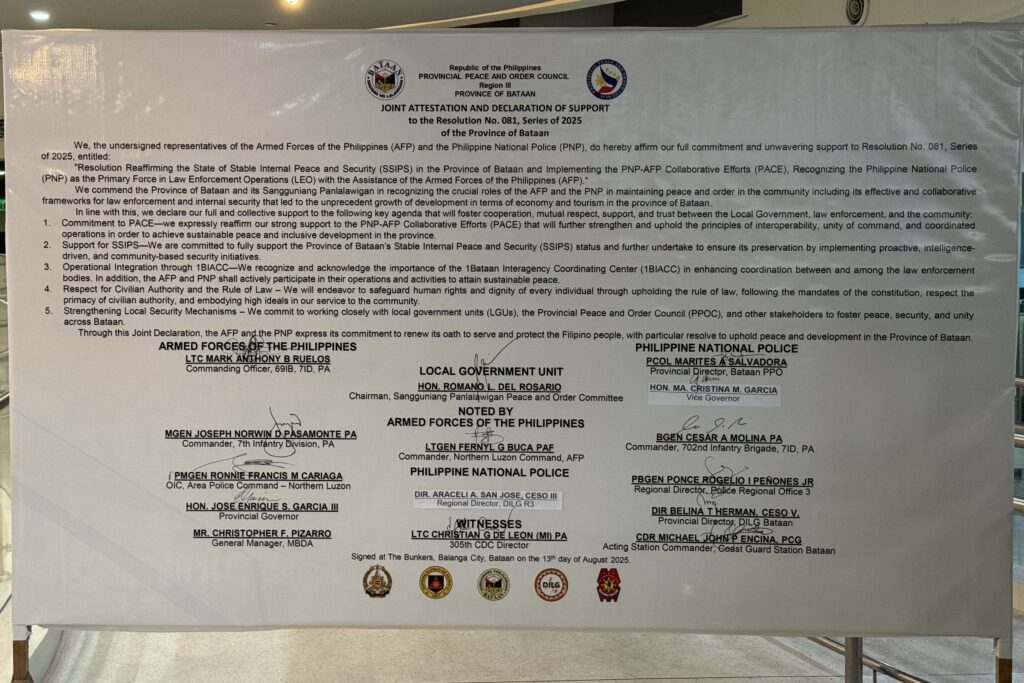 Republic of the Philippines
PROVINCIAL PEACE AND ORDER COUNCIL
Region III
PROVINCE OF BATAAN
JOINT ATTESTATION AND DECLARATION OF SUPPORT
to the Resolution No. 081, Series of 2025
of the Province of Bataan
We, the undersigned representatives of the Armed Forces of the Philippines (AFP) and the Philippine National Police (PNP), do hereby affirm our full commitment and unwavering support to Resolution No. 081, Series
of 2025, entitled:
"Resolution Reaffirming the State of Stable Internal Peace and Security (SSIPS) in the Province of Bataan and Implementing the PNP-AFP Collaborative Efforts (PACE), Recognizing the Philippine National Police
(PNP) as the Primary Force in Law Enforcement Operations (LEO) with the Assistance of the Armed Forces of the Philippines (AFP)."
We commend the Province of Bataan and its Sangguniang Panlalawigan in recognizing the crucial roles of the AFP and the PNP in maintaining peace and order in the community including its effective and collaborative
frameworks for law enforcement and internal security that led to the unprecedent growth of development in terms of economy and tourism in the province of Bataan.
In line with this, we declare our full and collective support to the following key agenda that will foster cooperation, mutual respect, support, and trust between the Local Government, law enforcement, and the community:
1. Commitment to PACE—we expressly reaffirm our strong support to the PNP-AFP Collaborative Efforts (PACE) that will further strengthen and uphold the principles of interoperability, unity of command, and coordinated
operations in order to achieve sustainable peace and inclusive development in the province.
2. Support for SSIPS—We are committed to fully support the Province of Bataan's Stable Internal Peace and Security (SSIPS) status and further undertake to ensure its preservation by implementing proactive, intelligence-
driven, and community-based security initiatives.
3. Operational Integration through 1BIACC—We recognize and acknowledge the importance of the 1Bataan Interagency Coordinating Center (1BIACC) in enhancing coordination between and among the law enforcement
bodies. In addition, the AFP and PNP shall actively participate in their operations and activities to attain sustainable peace.
4. Respect for Civilian Authority and the Rule of Law – We will endeavor to safeguard human rights and dignity of every individual through upholding the rule of law, following the mandates of the constitution, respect the
primacy of civilian authority, and embodying high ideals in our service to the community.
5. Strengthening Local Security Mechanisms – We commit to working closely with local government units (LGUs), the Provincial Peace and Order Council (PPOC), and other stakeholders to foster peace, security, and unity
across Bataan.
Through this Joint Declaration, the AFP and the PNP express its commitment to renew its oath to serve and protect the Filipino people, with particular resolve to uphold peace and development in the Province of Bataan.
ARMED FORCES OF THE PHILIPPINES
LTC MARK ANTHONY B RUELOS
Commanding Officer, 69IB, 7ID, PA
PHILIPPINE NATIONAL POLICE
PCOL MARITES A SALVADORA
Provincial Director, Bataan PPO
LOCAL GOVERNMENT UNIT
HON. ROMANO L. DEL ROSARIO
Chairman, Sangguniang Panlalawigan Peace and Order Committee
HON. MA. CRISTINA M. GARCIA
Vice Governor
NOTED BY
ARMED FORCES OF THE PHILIPPINES
MGEN JOSEPH NORWIN D PASAMONTE PA
Commander, 7th Infantry Division, PA
LTGEN FERNYL G BUCA PAF
Commander, Northern Luzon Command, AFP
BGEN CESAR A MOLINA PA
Commander, 702nd Infantry Brigade, 7ID, PA
PHILIPPINE NATIONAL POLICE
PMGEN RONNIE FRANCIS M CARIAGA
OIC, Area Police Command – Northern Luzon
PBGEN PONCE ROGELIO I PEÑONES JR
Regional Director, Police Regional Office 3
DIR. ARACELI A. SAN JOSE, CESO III
Regional Director, DILG R3
HON. JOSE ENRIQUE S. GARCIA III
Provincial Governor
DIR BELINA T HERMAN, CESO V.
Provincial Director, DILG Bataan
WITNESSES
MR. CHRISTOPHER F. PIZARRO
General Manager, MBDA
LTC CHRISTIAN G DE LEON (MI) PA
305th CDC Director
CDR MICHAEL JOHN P ENCINA, PCG
Acting Station Commander, Coast Guard Station Bataan
Signed at The Bunkers, Balanga City, Bataan on the 13th day of August 2025.
BATAAN
BATAAN
DILG